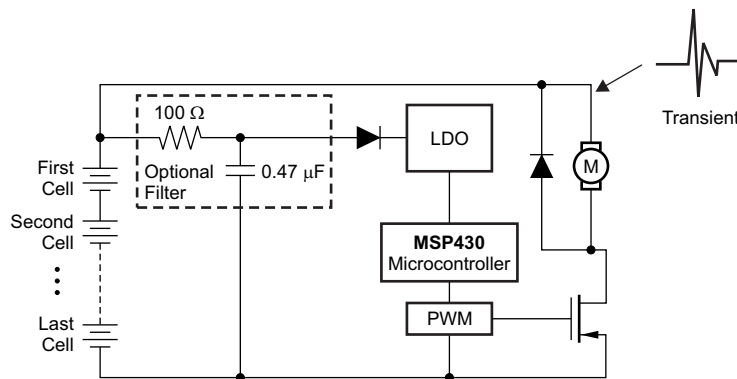 100 Ω
Optional
Filter
0.47 μF
LDO
M
Transient
First
Cell
Second
Cell
MSP430
Microcontroller
PWM
Last
Cell